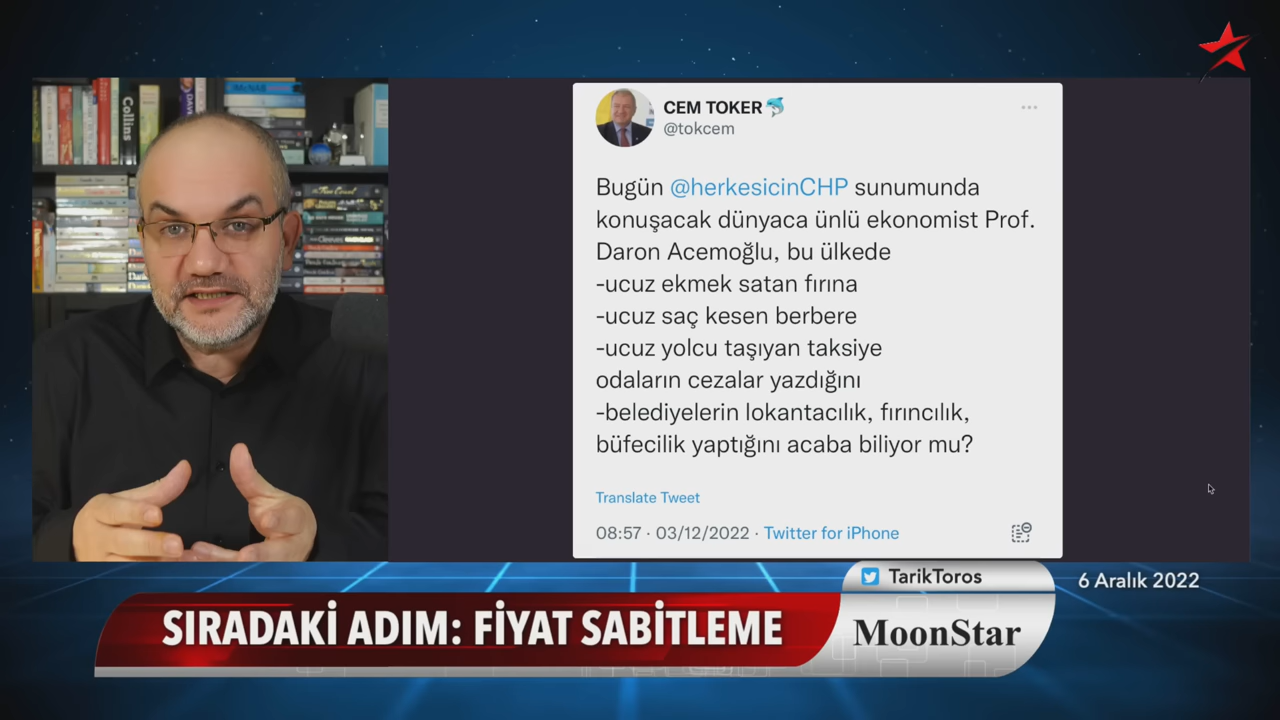 Collins
CEM TOKER
@tokcem
Bugün @herkesicinCHP sunumunda
konuşacak dünyaca ünlü ekonomist Prof.
Daron Acemoğlu, bu ülkede
-ucuz ekmek satan fırına
-ucuz saç kesen berbere
-ucuz yolcu taşıyan taksiye
odaların cezalar yazdığını
-belediyelerin lokantacılık, fırıncılık,
büfecilik yaptığını acaba biliyor mu?
Translate Tweet
08:57 · 03/12/2022 · Twitter for iPhone
TarikToros
6 Aralık 2022
SIRADAKİ ADIM: FİYAT SABİTLEME
MoonStar